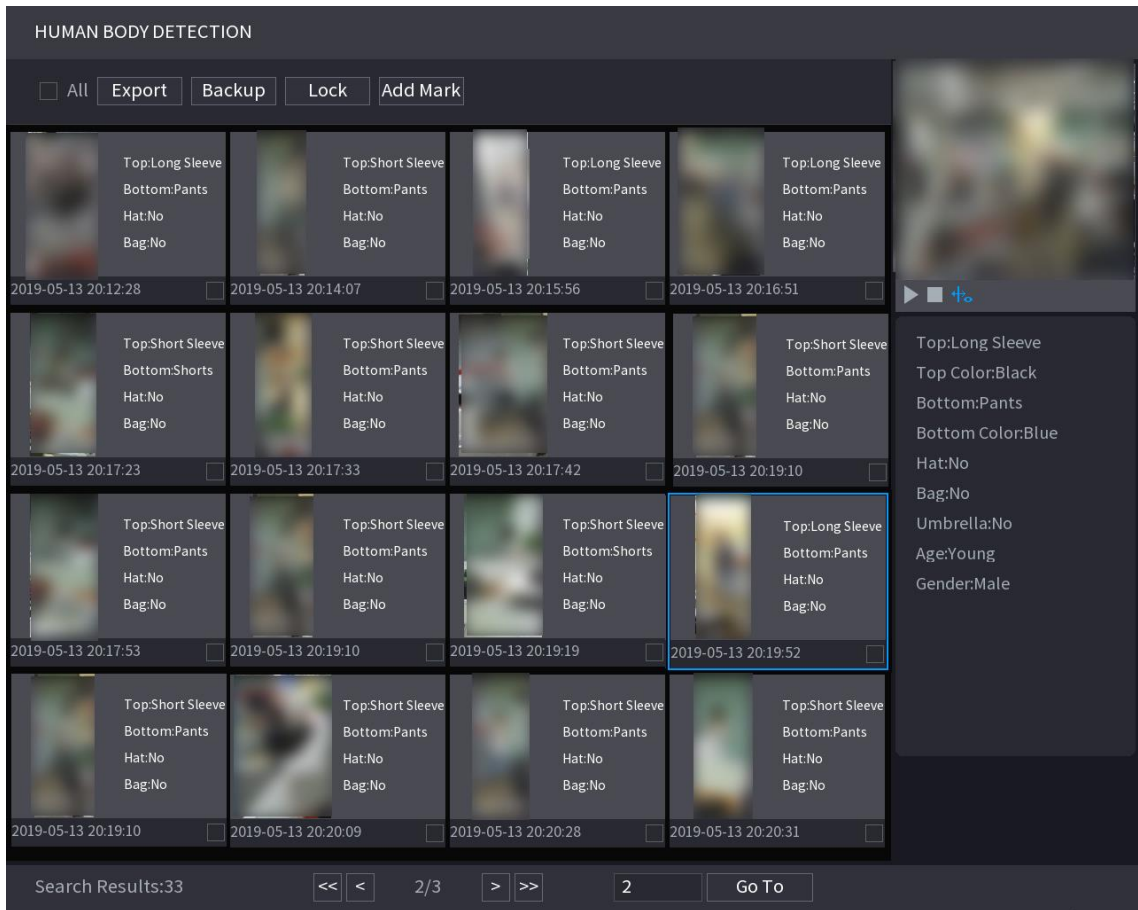 HUMAN BODY DETECTION
All Export Backup Lock Add Mark
Top:Long Sleeve
Bottom:Pants
Hat:No
Bag:No
2019-05-13 20:12:28
Top:Short Sleeve
Bottom:Pants
Hat:No
Bag:No
2019-05-13 20:14:07
Top:Long Sleeve
Bottom:Pants
Hat:No
Bag:No
2019-05-13 20:15:56
Top:Long Sleeve
Bottom:Pants
Hat:No
Bag:No
2019-05-13 20:16:51
Top:Short Sleeve
Bottom:Shorts
Hat:No
Bag:No
2019-05-13 20:17:23
Top:Short Sleeve
Bottom:Pants
Hat:No
Bag:No
2019-05-13 20:17:33
Top:Short Sleeve
Bottom:Pants
Hat:No
Bag:No
2019-05-13 20:17:42
Top:Short Sleeve
Bottom:Pants
Hat:No
Bag:No
2019-05-13 20:19:10
Top:Short Sleeve
Bottom:Pants
Hat:No
Bag:No
2019-05-13 20:17:53
Top:Short Sleeve
Bottom:Pants
Hat:No
Bag:No
2019-05-13 20:19:10
Top:Short Sleeve
Bottom:Shorts
Hat:No
Bag:No
2019-05-13 20:19:19
Top:Long Sleeve
Bottom:Pants
Hat:No
Bag:No
2019-05-13 20:19:52
Top:Short Sleeve
Bottom:Pants
Hat:No
Bag:No
2019-05-13 20:19:10
Top:Short Sleeve
Bottom:Pants
Hat:No
Bag:No
2019-05-13 20:20:09
Top:Short Sleeve
Bottom:Pants
Hat:No
Bag:No
2019-05-13 20:20:28
Top:Short Sleeve
Bottom:Pants
Hat:No
Bag:No
2019-05-13 20:20:31
Top:Long Sleeve
Top Color:Black
Bottom:Pants
Bottom Color:Blue
Hat:No
Bag:No
Umbrella:No
Age:Young
Gender:Male
Search Results:33 << < 2/3 > >> 2 Go To